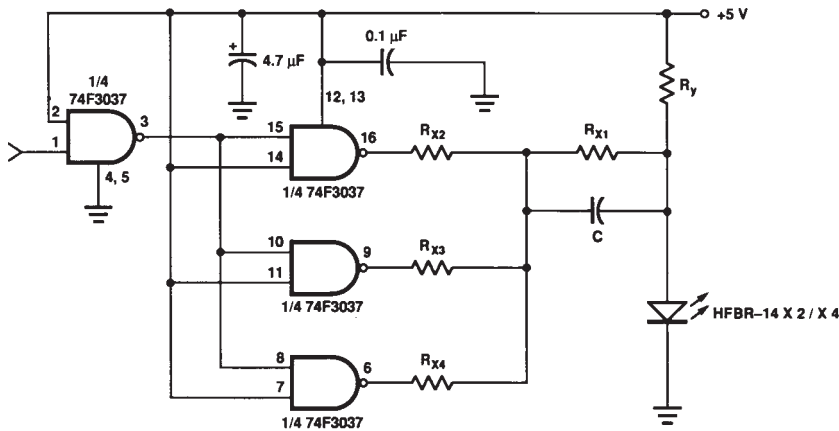 +5 V
4.7 µF
+
0.1 µF
12, 13
R_y
1/4
74F3037
2
1
3
4, 5
15
14
16
1/4 74F3037
R_X2
R_X1
C
10
11
9
1/4 74F3037
R_X3
HFBR–14 X 2 / X 4
8
7
6
1/4 74F3037
R_X4